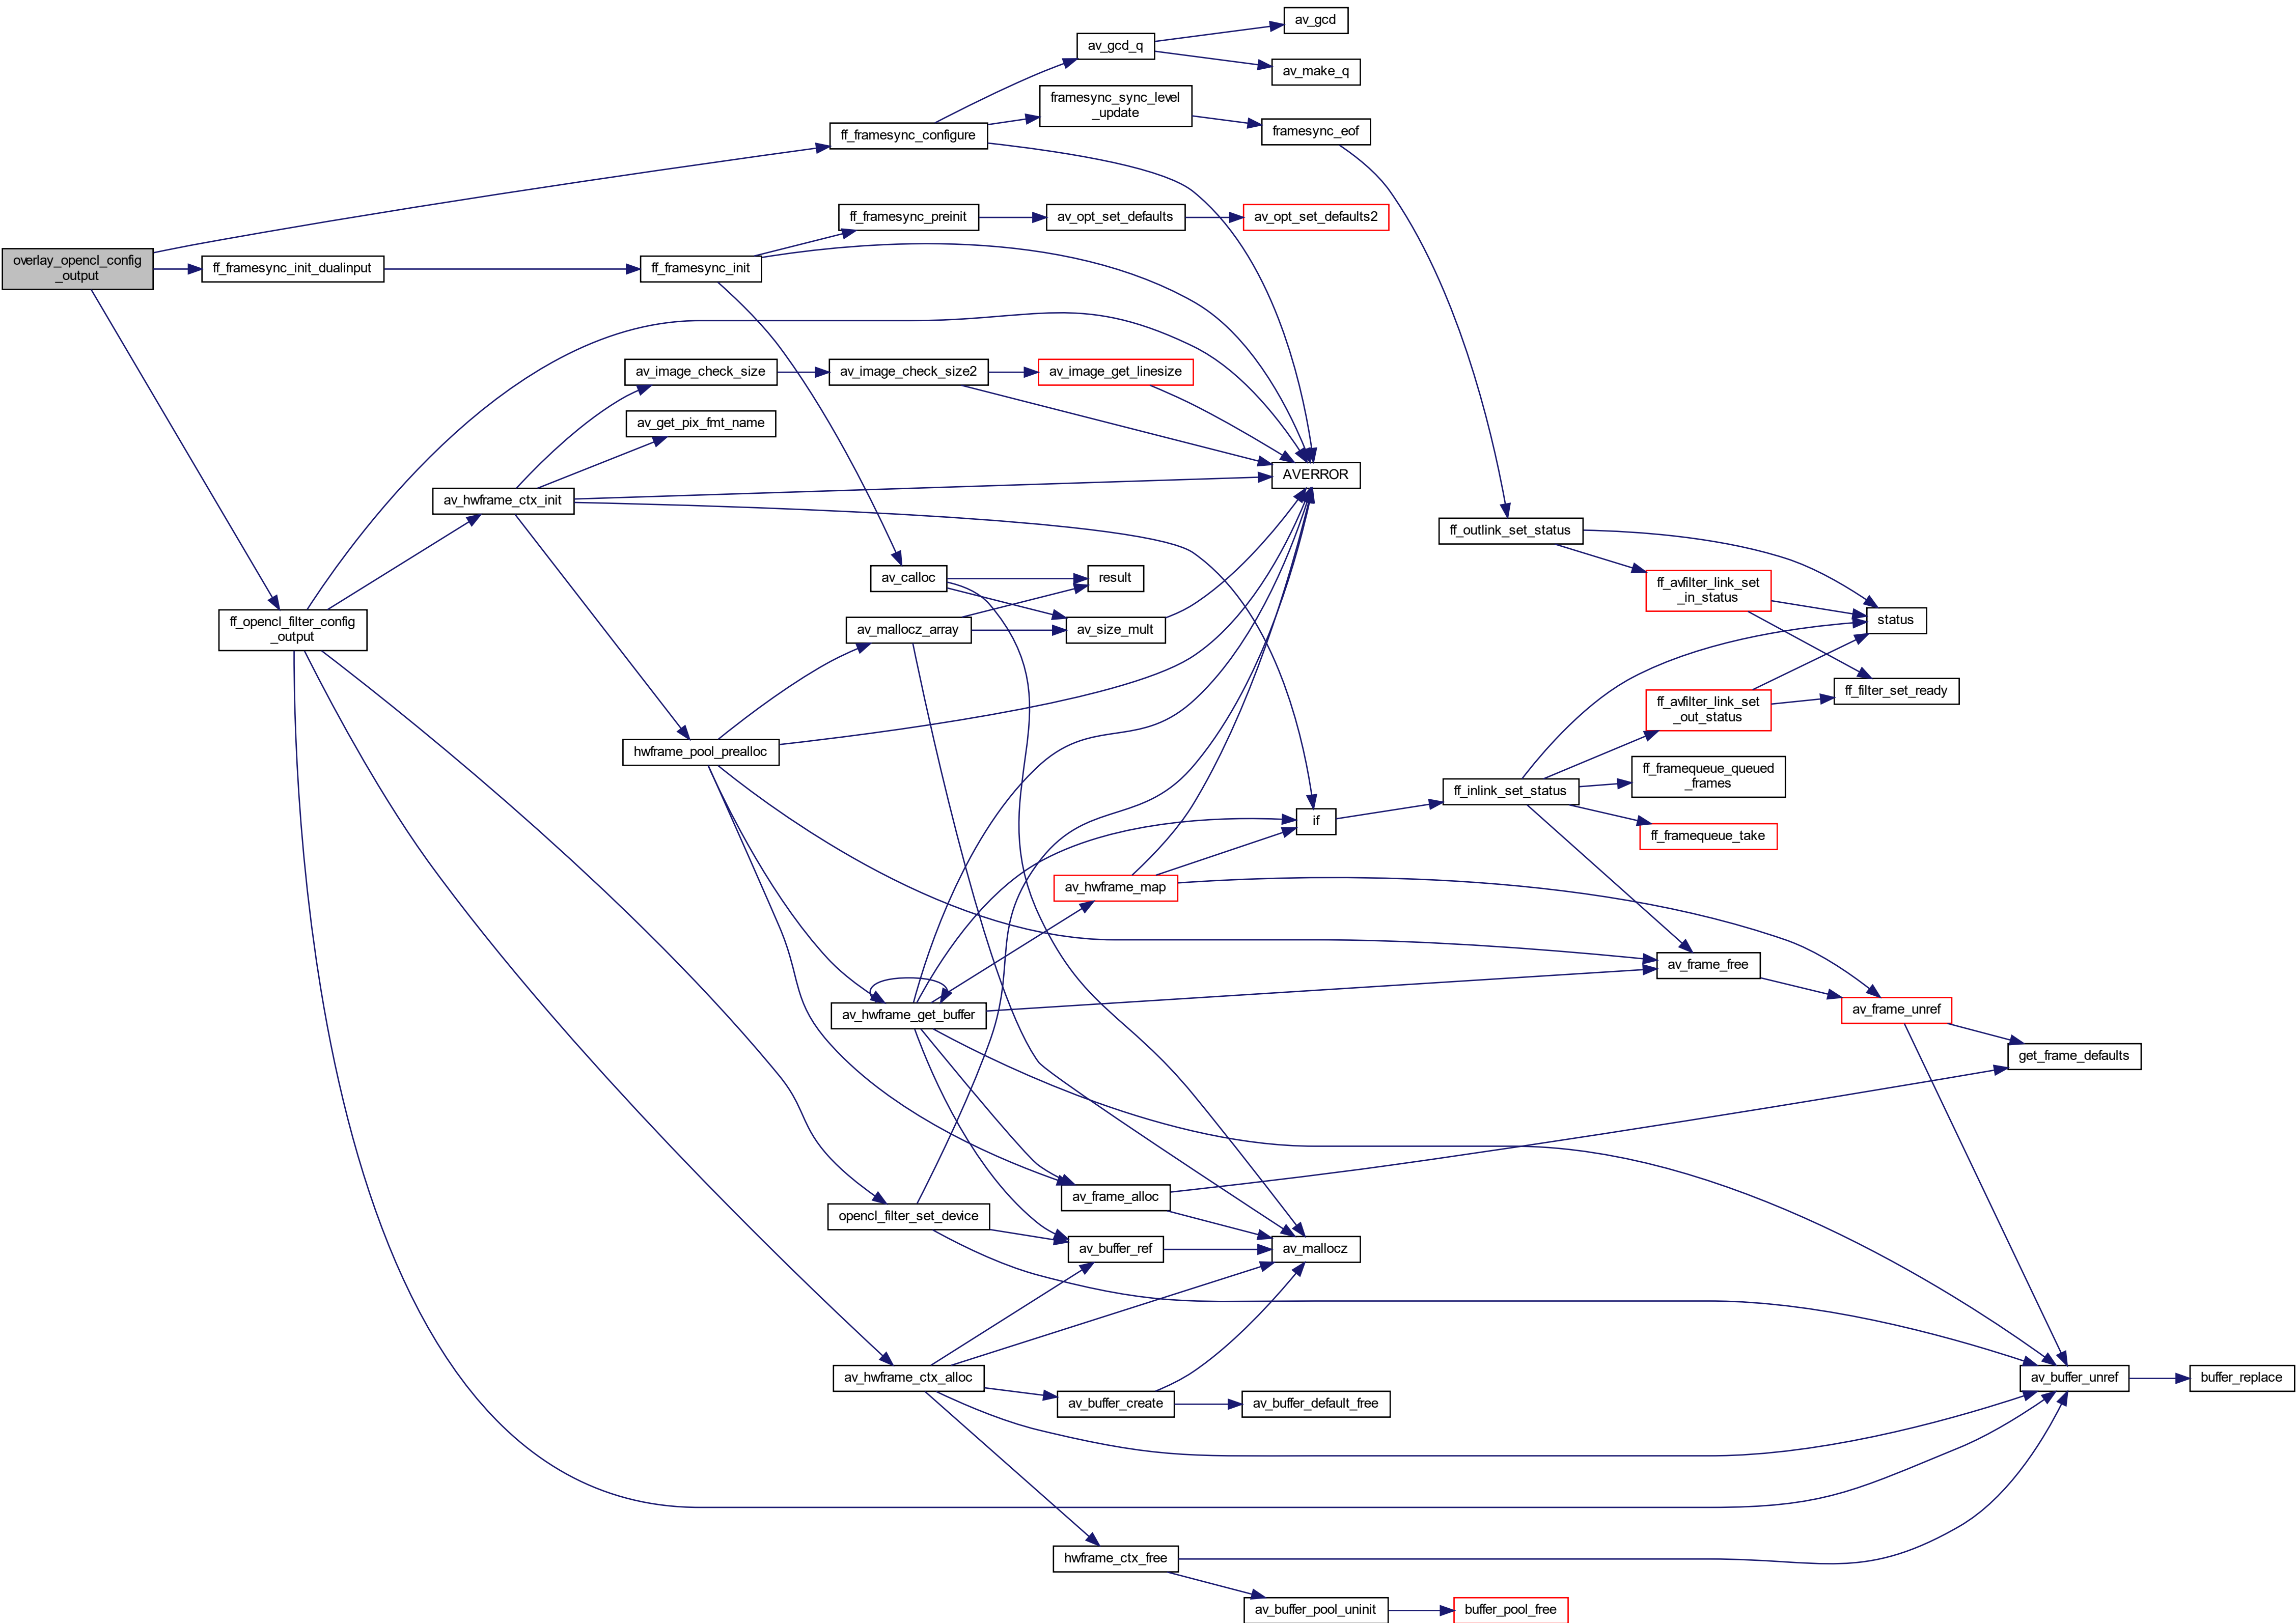 av_gcd
av_gcd_q
av_make_q
framesync_sync_level
_update
framesync_eof
ff_framesync_configure
ff_framesync_preinit
av_opt_set_defaults
av_opt_set_defaults2
overlay_opencl_config
_output
ff_framesync_init_dualinput
ff_framesync_init
av_image_check_size
av_image_check_size2
av_image_get_linesize
av_get_pix_fmt_name
av_hwframe_ctx_init
AVERROR
ff_outlink_set_status
av_calloc
result
ff_avfilter_link_set
_in_status
ff_opencl_filter_config
_output
av_mallocz_array
av_size_mult
status
ff_avfilter_link_set
_out_status
ff_filter_set_ready
hwframe_pool_prealloc
ff_framequeue_queued
_frames
ff_inlink_set_status
if
ff_framequeue_take
av_hwframe_map
av_frame_free
av_hwframe_get_buffer
av_frame_unref
get_frame_defaults
av_frame_alloc
opencl_filter_set_device
av_buffer_ref
av_mallocz
av_hwframe_ctx_alloc
av_buffer_unref
buffer_replace
av_buffer_create
av_buffer_default_free
hwframe_ctx_free
av_buffer_pool_uninit
buffer_pool_free